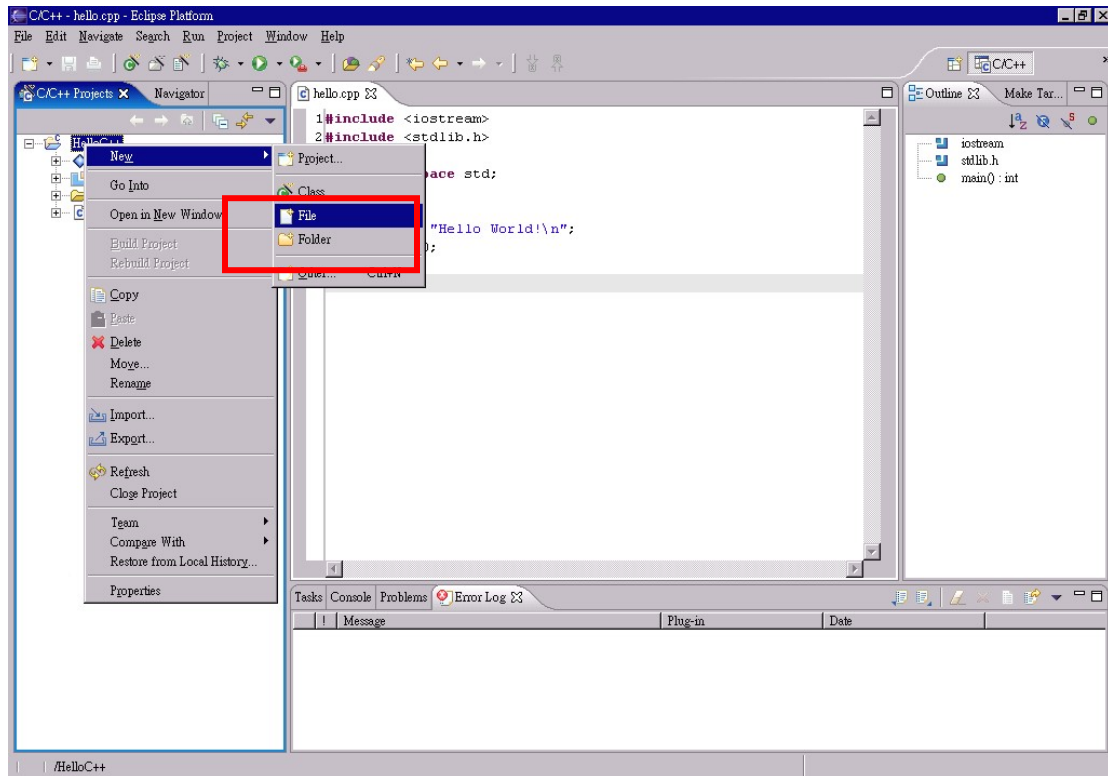 C/C++ - hello.cpp - Eclipse Platform
File Edit Navigate Search Run Project Window Help
C/C++
C/C++ Projects Navigator
hello.cpp
Outline Make Tar...
1#include <iostream>
2#include <stdlib.h>
ace std;
"Hello World!\n";
);
HelloC++
New
Go Into
Open in New Window
Build Project
Rebuild Project
Copy
Paste
Delete
Move...
Rename
Import...
Export...
Refresh
Close Project
Team
Compare With
Restore from Local History...
Properties
Project...
Class
File
Folder
Other... Ctrl+N
iostream
stdlib.h
main() : int
Tasks Console Problems Error Log
! Message Plug-in Date
/HelloC++